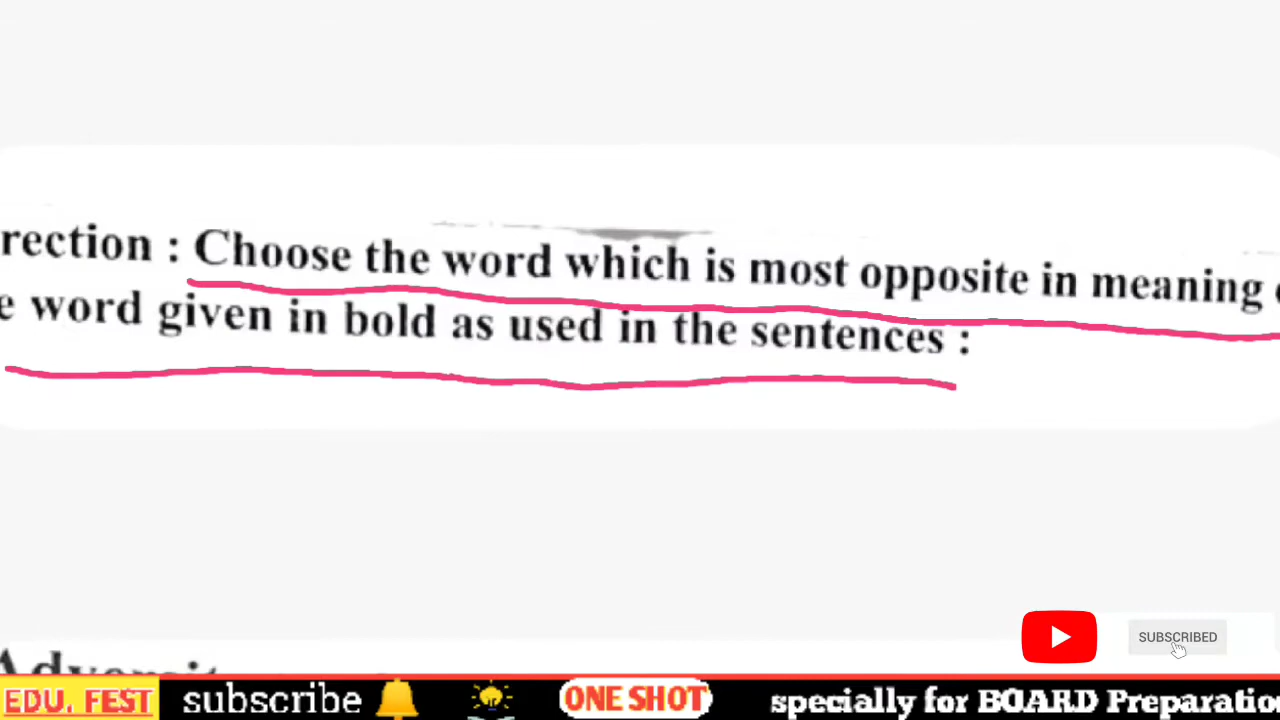 rection : Choose the word which is most opposite in meaning
e word given in bold as used in the sentences :
SUBSCRIBED
EDU. FEST subscribe ONE SHOT specially for BOARD Preparatio